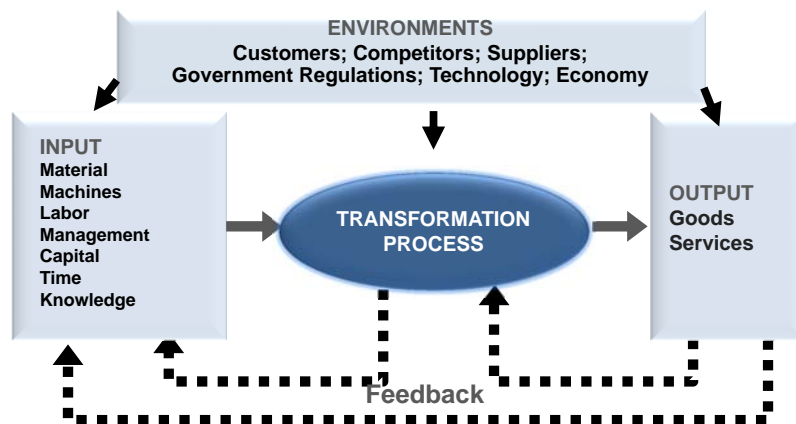 ENVIRONMENTS
Customers; Competitors; Suppliers;
Government Regulations; Technology; Economy
INPUT
Material
Machines
Labor
Management
Capital
Time
Knowledge
TRANSFORMATION
PROCESS
OUTPUT
Goods
Services
Feedback